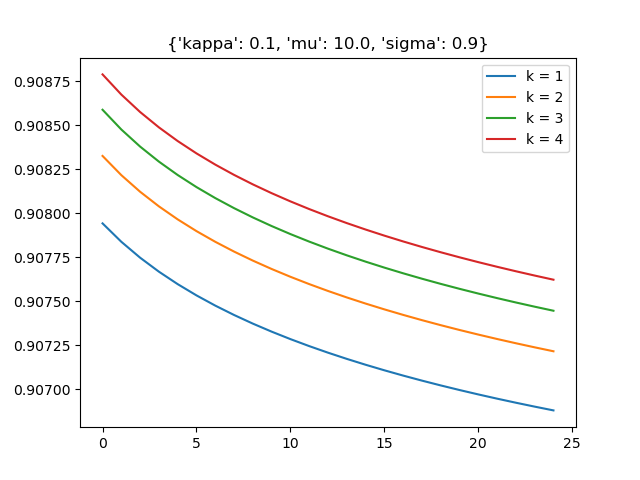 {'kappa': 0.1, 'mu': 10.0, 'sigma': 0.9}
k = 1
k = 2
k = 3
k = 4
0.90875
0.90850
0.90825
0.90800
0.90775
0.90750
0.90725
0.90700
0 5 10 15 20 25